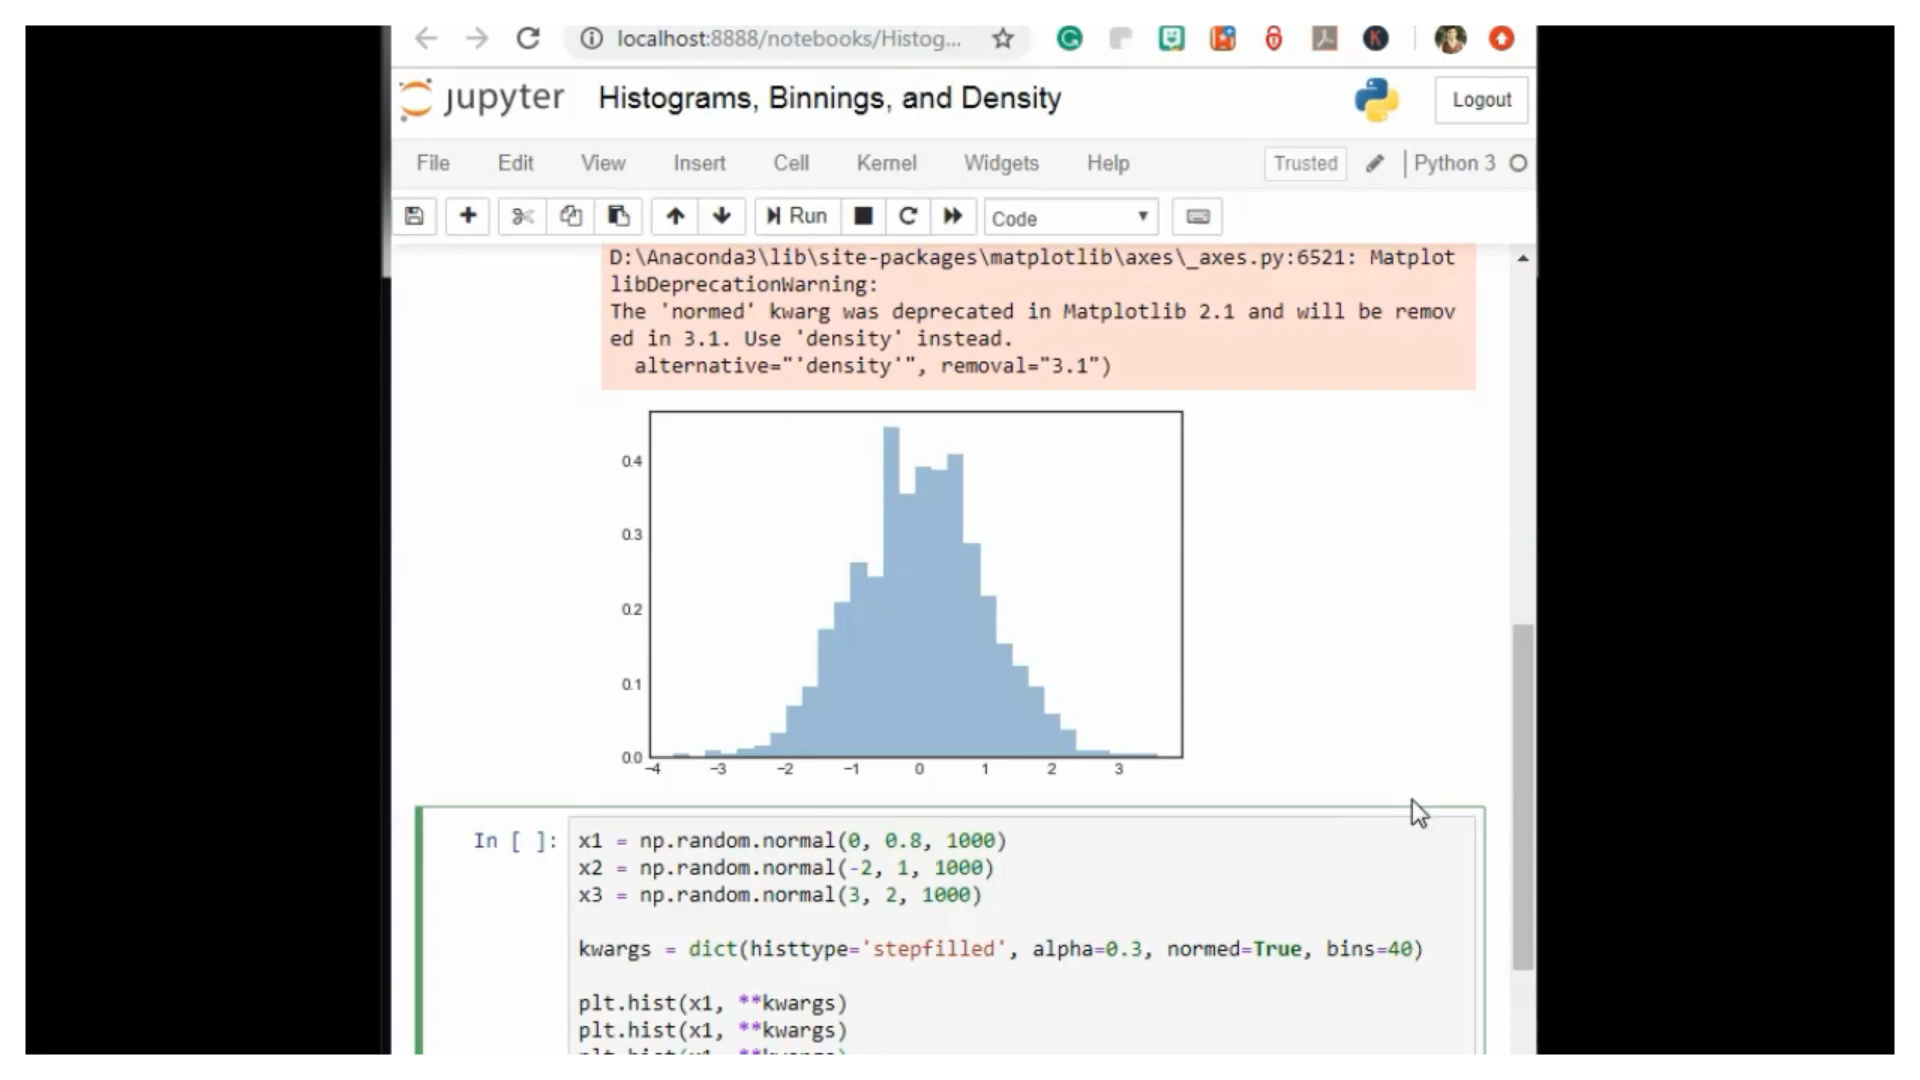 localhost:8888/notebooks/Histog...
jupyter Histograms, Binnings, and Density Logout
File Edit View Insert Cell Kernel Widgets Help Trusted Python 3
Run Code
D:\Anaconda3\lib\site-packages\matplotlib\axes\_axes.py:6521: Matplot
libDeprecationWarning:
The 'normed' kwarg was deprecated in Matplotlib 2.1 and will be remov
ed in 3.1. Use 'density' instead.
alternative="'density'", removal="3.1")
0.4
0.3
0.2
0.1
0.0
−4 −3 −2 −1 0 1 2 3
In [ ]: x1 = np.random.normal(0, 0.8, 1000)
x2 = np.random.normal(-2, 1, 1000)
x3 = np.random.normal(3, 2, 1000)
kwargs = dict(histtype='stepfilled', alpha=0.3, normed=True, bins=40)
plt.hist(x1, **kwargs)
plt.hist(x1, **kwargs)